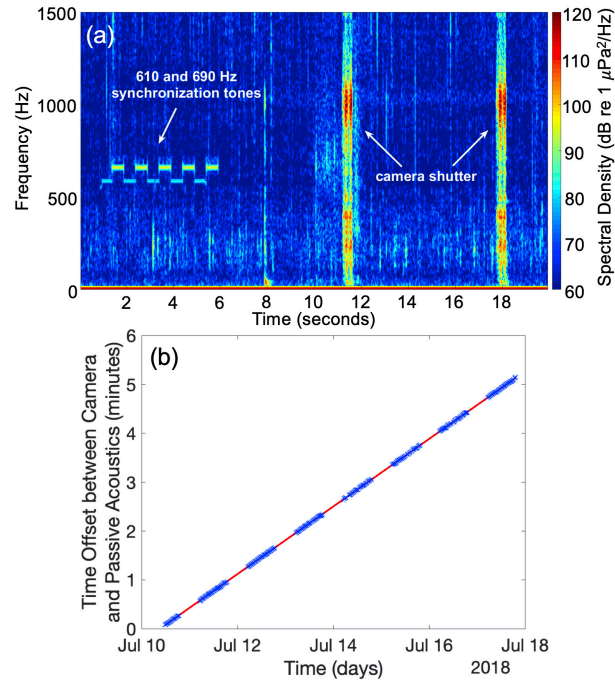 (a)
1500
1000
500
0
Frequency (Hz)
610 and 690 Hz
synchronization tones
camera shutter
2 4 6 8 10 12 14 16 18
Time (seconds)
120
110
100
90
80
70
60
Spectral Density (dB re 1 µPa²/Hz)
(b)
6
5
4
3
2
1
0
Time Offset between Camera
and Passive Acoustics (minutes)
Jul 10 Jul 12 Jul 14 Jul 16 Jul 18
Time (days)
2018